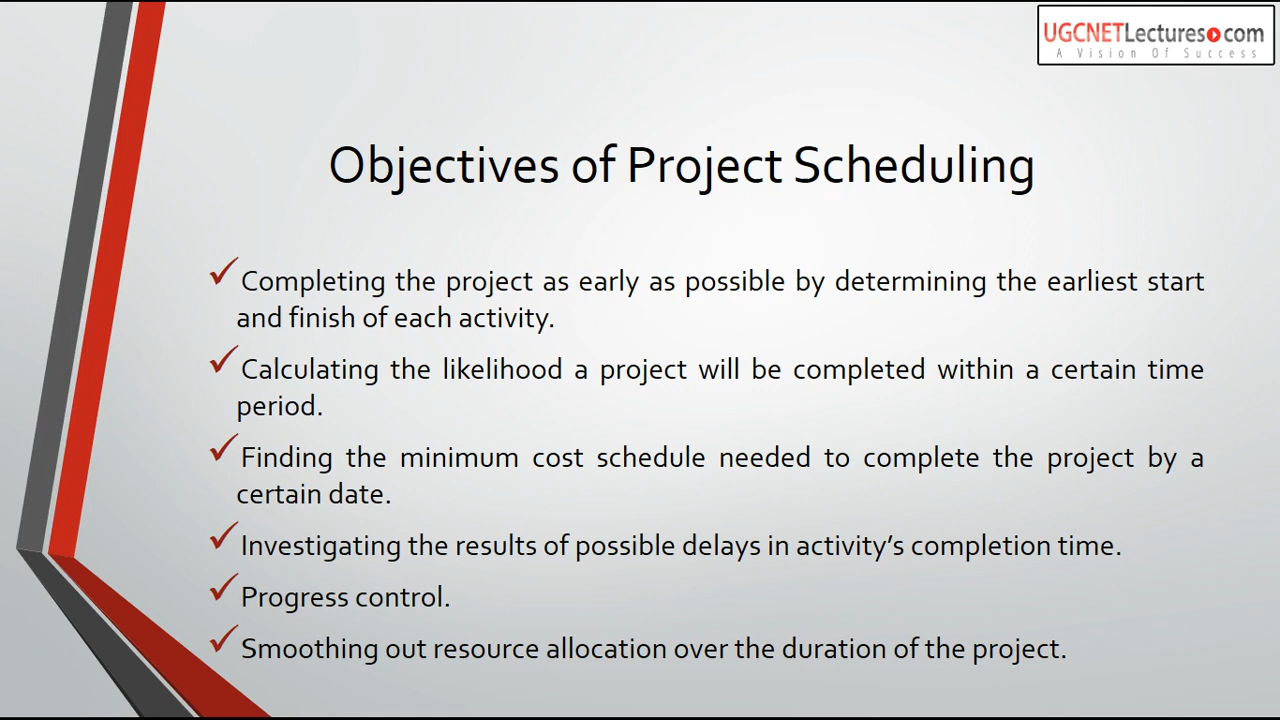 UGCNETLectures.com
A Vision Of Success
Objectives of Project Scheduling
Completing the project as early as possible by determining the earliest start
and finish of each activity.
Calculating the likelihood a project will be completed within a certain time
period.
Finding the minimum cost schedule needed to complete the project by a
certain date.
Investigating the results of possible delays in activity’s completion time.
Progress control.
Smoothing out resource allocation over the duration of the project.